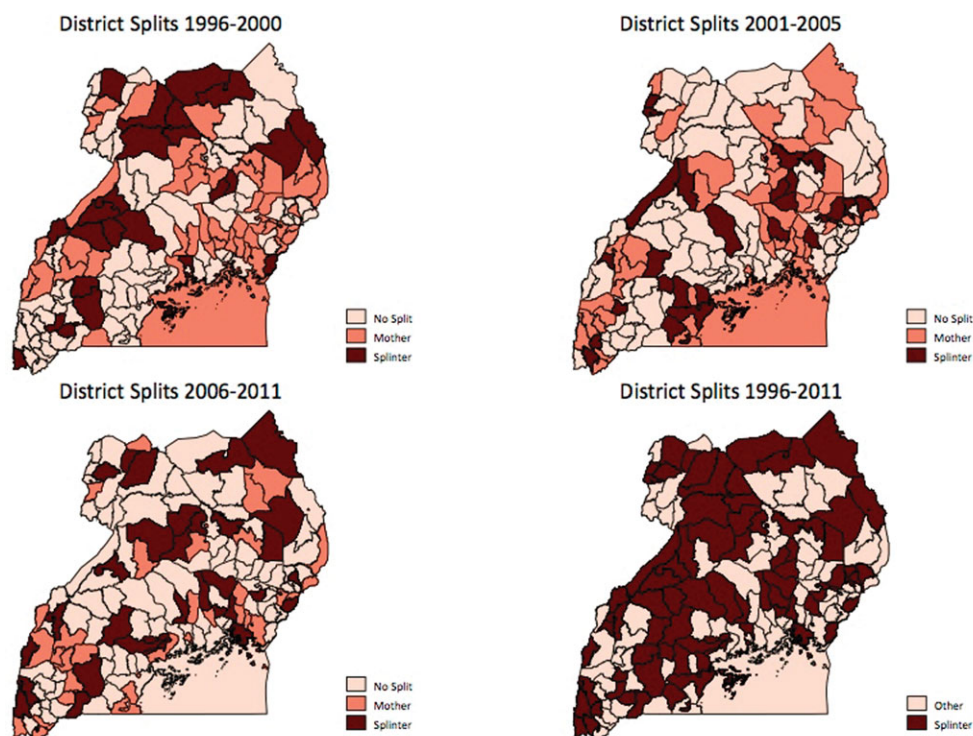 District Splits 1996-2000
No Split
Mother
Splinter
District Splits 2001-2005
No Split
Mother
Splinter
District Splits 2006-2011
No Split
Mother
Splinter
District Splits 1996-2011
Other
Splinter